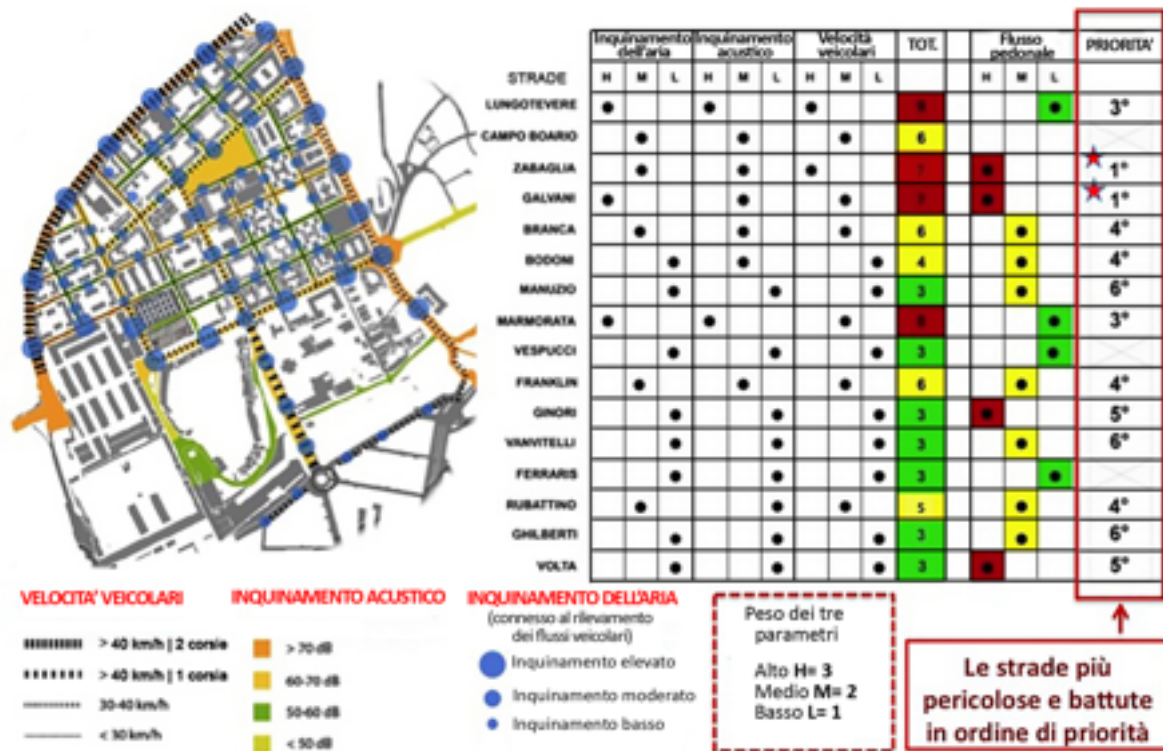 Inquinamento dell'aria Inquinamento acustico Velocità veicolari TOT. Flusso pedonale PRIORITA'
STRADE H M L H M L H M L H M L
LUNGOTEVERE 3°
CAMPO BOARIO 6
ZABAGLIA 7 1°
GALVANI 7 1°
BRANCA 6 4°
BODONI 4 4°
MANUZIO 3 6°
MARMORATA 3°
VESPUCCI 3
FRANKLIN 6 4°
GINORI 3 5°
VANVITELLI 3 6°
FERRARIS 3
RUBATTINO 5 4°
GHILBERTI 3 6°
VOLTA 3 5°
VELOCITA' VEICOLARI
> 40 km/h | 2 corsie
> 40 km/h | 1 corsia
30-40 km/h
< 30 km/h
INQUINAMENTO ACUSTICO
> 70 dB
60-70 dB
50-60 dB
< 50 dB
INQUINAMENTO DELL'ARIA
(connesso al rilevamento
dei flussi veicolari)
Inquinamento elevato
Inquinamento moderato
Inquinamento basso
Peso dei tre
parametri
Alto H= 3
Medio M= 2
Basso L= 1
Le strade più
pericolose e battute
in ordine di priorità